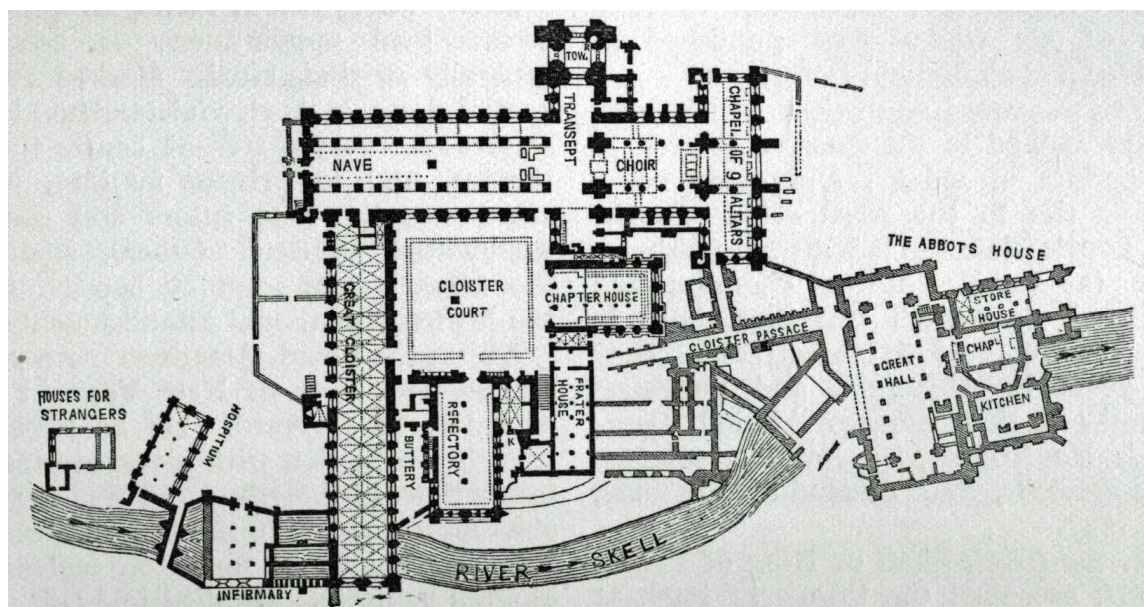 TOW.
TRANSEPT
NAVE
CHOIR
CHAPEL OF 9 ALTARS
THE ABBOTS HOUSE
CLOISTER
COURT
CHAPTER HOUSE
GREAT CLOISTER
STORE
HOUSE
CLOISTER PASSACE
CHAPL
GREAT
HALL
KITCHEN
HOUSES FOR
STRANGERS
HOSPITIUM
FRATER
HOUSE
REFECTORY
BUTTERY
K
RIVER SKELL
INFIRMARY